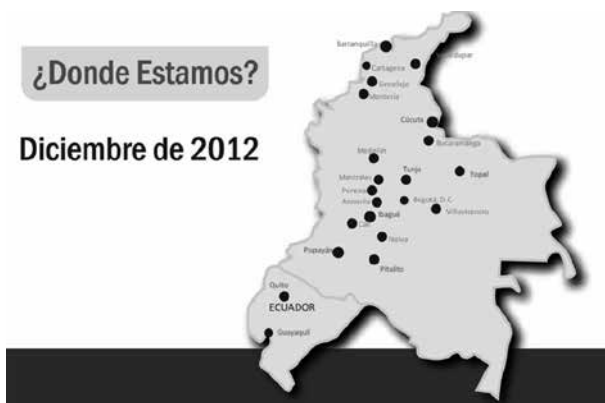 ¿Donde Estamos?
Diciembre de 2012
Barranquilla
Cartagena
Sincelejo
Montería
Cúcuta
Bucaramanga
Medellín
Manizales
Tunja
Yopal
Pereira
Armenia
Bogotá, D.C.
Villavicencio
Ibagué
Cali
Neiva
Popayán
Pitalito
Quito
ECUADOR
Guayaquil